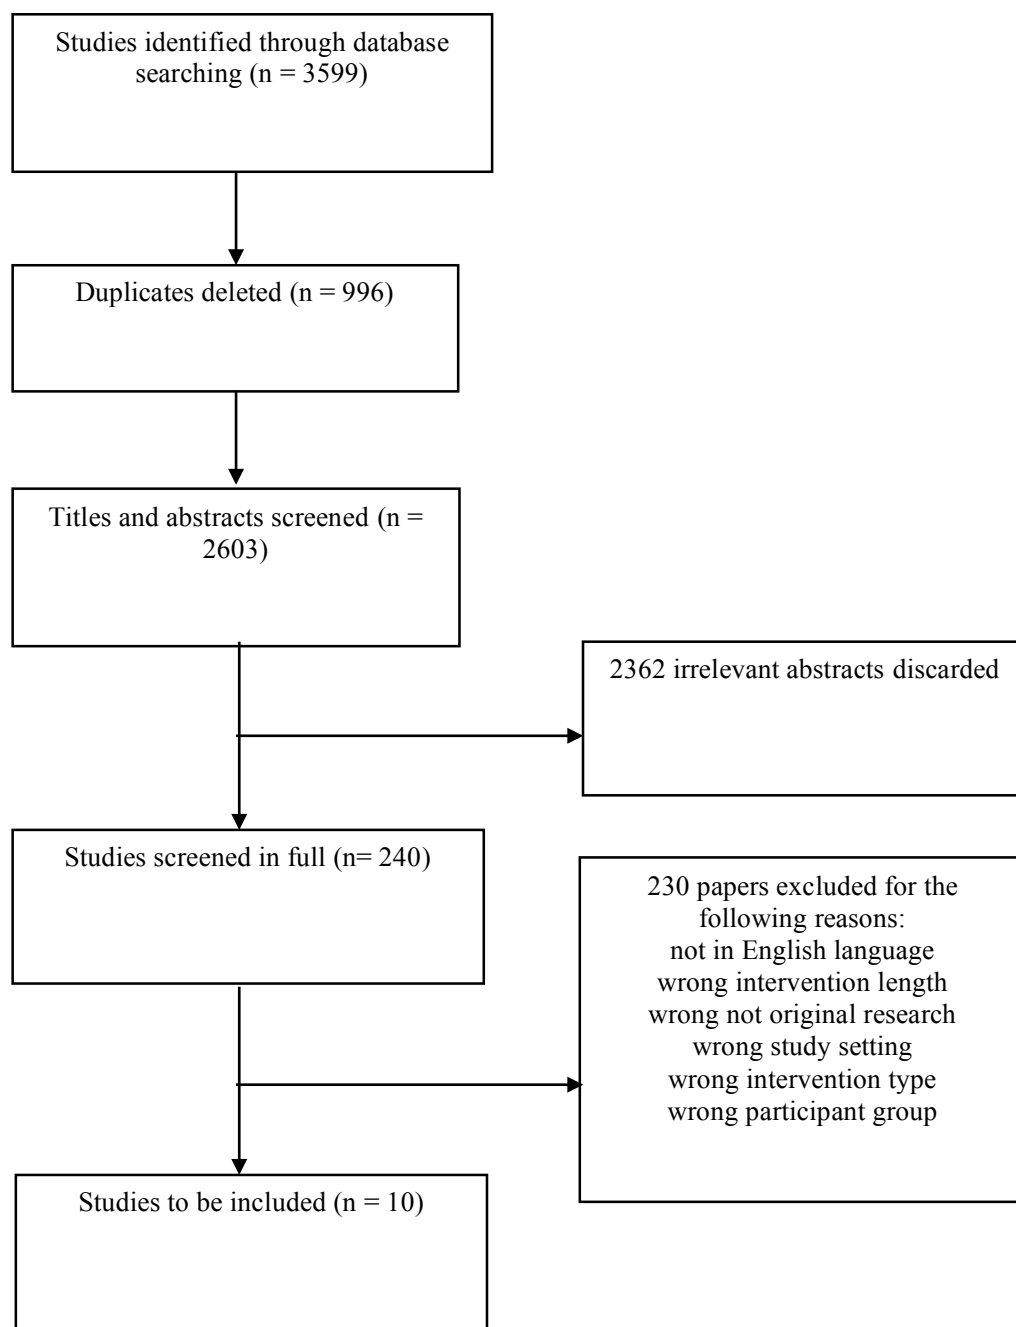 Studies identified through database
searching (n = 3599)
Duplicates deleted (n = 996)
Titles and abstracts screened (n =
2603)
2362 irrelevant abstracts discarded
Studies screened in full (n= 240)
230 papers excluded for the
following reasons:
not in English language
wrong intervention length
wrong not original research
wrong study setting
wrong intervention type
wrong participant group
Studies to be included (n = 10)